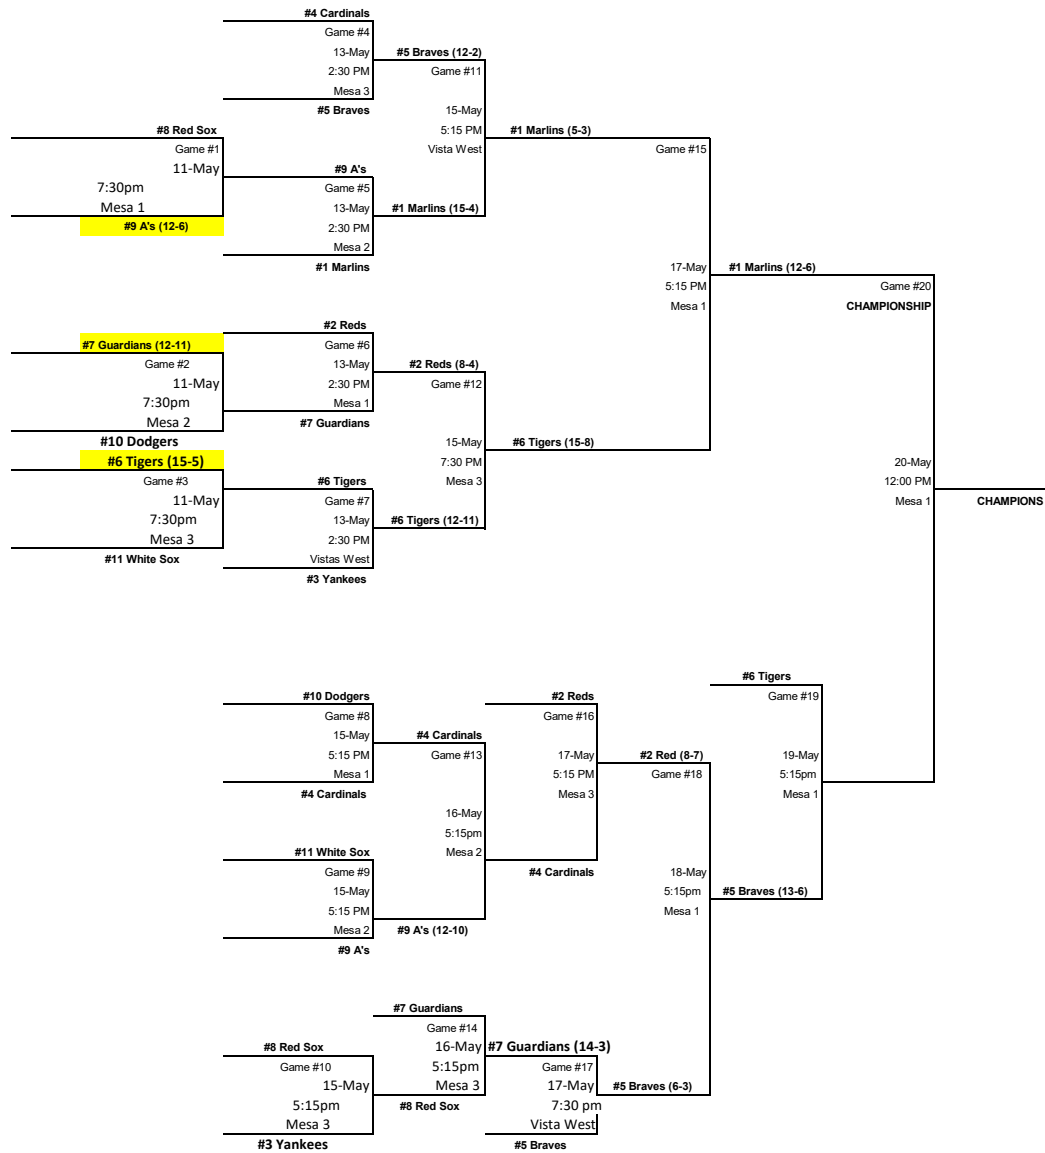 #4 Cardinals
Game #4
13-May
2:30 PM
Mesa 3
#5 Braves
#5 Braves (12-2)
Game #11
15-May
5:15 PM
Vista West
#8 Red Sox
Game #1
11-May
7:30pm
Mesa 1
#9 A's (12-6)
#9 A's
Game #5
13-May
2:30 PM
Mesa 2
#1 Marlins
#1 Marlins (15-4)
#1 Marlins (5-3)
Game #15
17-May
5:15 PM
Mesa 1
#1 Marlins (12-6)
Game #20
CHAMPIONSHIP
#7 Guardians (12-11)
Game #2
11-May
7:30pm
Mesa 2
#10 Dodgers
#2 Reds
Game #6
13-May
2:30 PM
Mesa 1
#7 Guardians
#2 Reds (8-4)
Game #12
15-May
7:30 PM
Mesa 3
#6 Tigers (15-8)
#6 Tigers (15-5)
Game #3
11-May
7:30pm
Mesa 3
#11 White Sox
#6 Tigers
Game #7
13-May
2:30 PM
Vistas West
#3 Yankees
#6 Tigers (12-11)
20-May
12:00 PM
Mesa 1
CHAMPIONS
#10 Dodgers
Game #8
15-May
5:15 PM
Mesa 1
#4 Cardinals
#4 Cardinals
Game #13
16-May
5:15pm
Mesa 2
#11 White Sox
Game #9
15-May
5:15 PM
Mesa 2
#9 A's
#9 A's (12-10)
#2 Reds
Game #16
17-May
5:15 PM
Mesa 3
#4 Cardinals
#2 Red (8-7)
Game #18
18-May
5:15pm
Mesa 1
#6 Tigers
Game #19
19-May
5:15pm
Mesa 1
#5 Braves (13-6)
#7 Guardians
Game #14
16-May
5:15pm
Mesa 3
#8 Red Sox
#8 Red Sox
Game #10
15-May
5:15pm
Mesa 3
#3 Yankees
#7 Guardians (14-3)
Game #17
17-May
7:30 pm
Vista West
#5 Braves
#5 Braves (6-3)